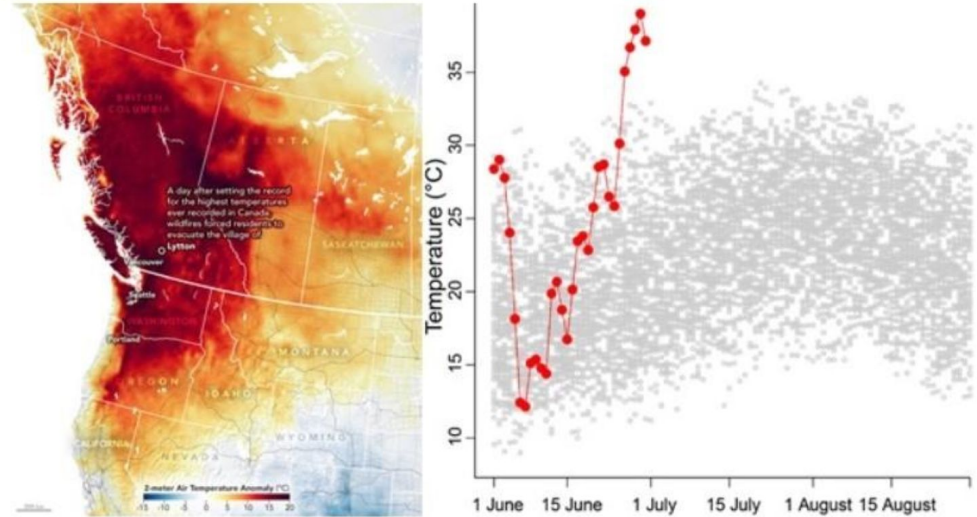 BRITISH
COLUMBIA
ALBERTA
A day after setting the record
for the highest temperatures
ever recorded in Canada,
wildfires forced residents to
evacuate the village of
Lytton
SASKATCHEWAN
Vancouver
Seattle
WASHINGTON
Portland
MONTANA
OREGON
IDAHO
WYOMING
CALIFORNIA
NEVADA
2-meter Air Temperature Anomaly (°C)
-15 -10 -5 0 5 10 15 20
Temperature (°C)
35
30
25
20
15
10
1 June 15 June 1 July 15 July 1 August 15 August